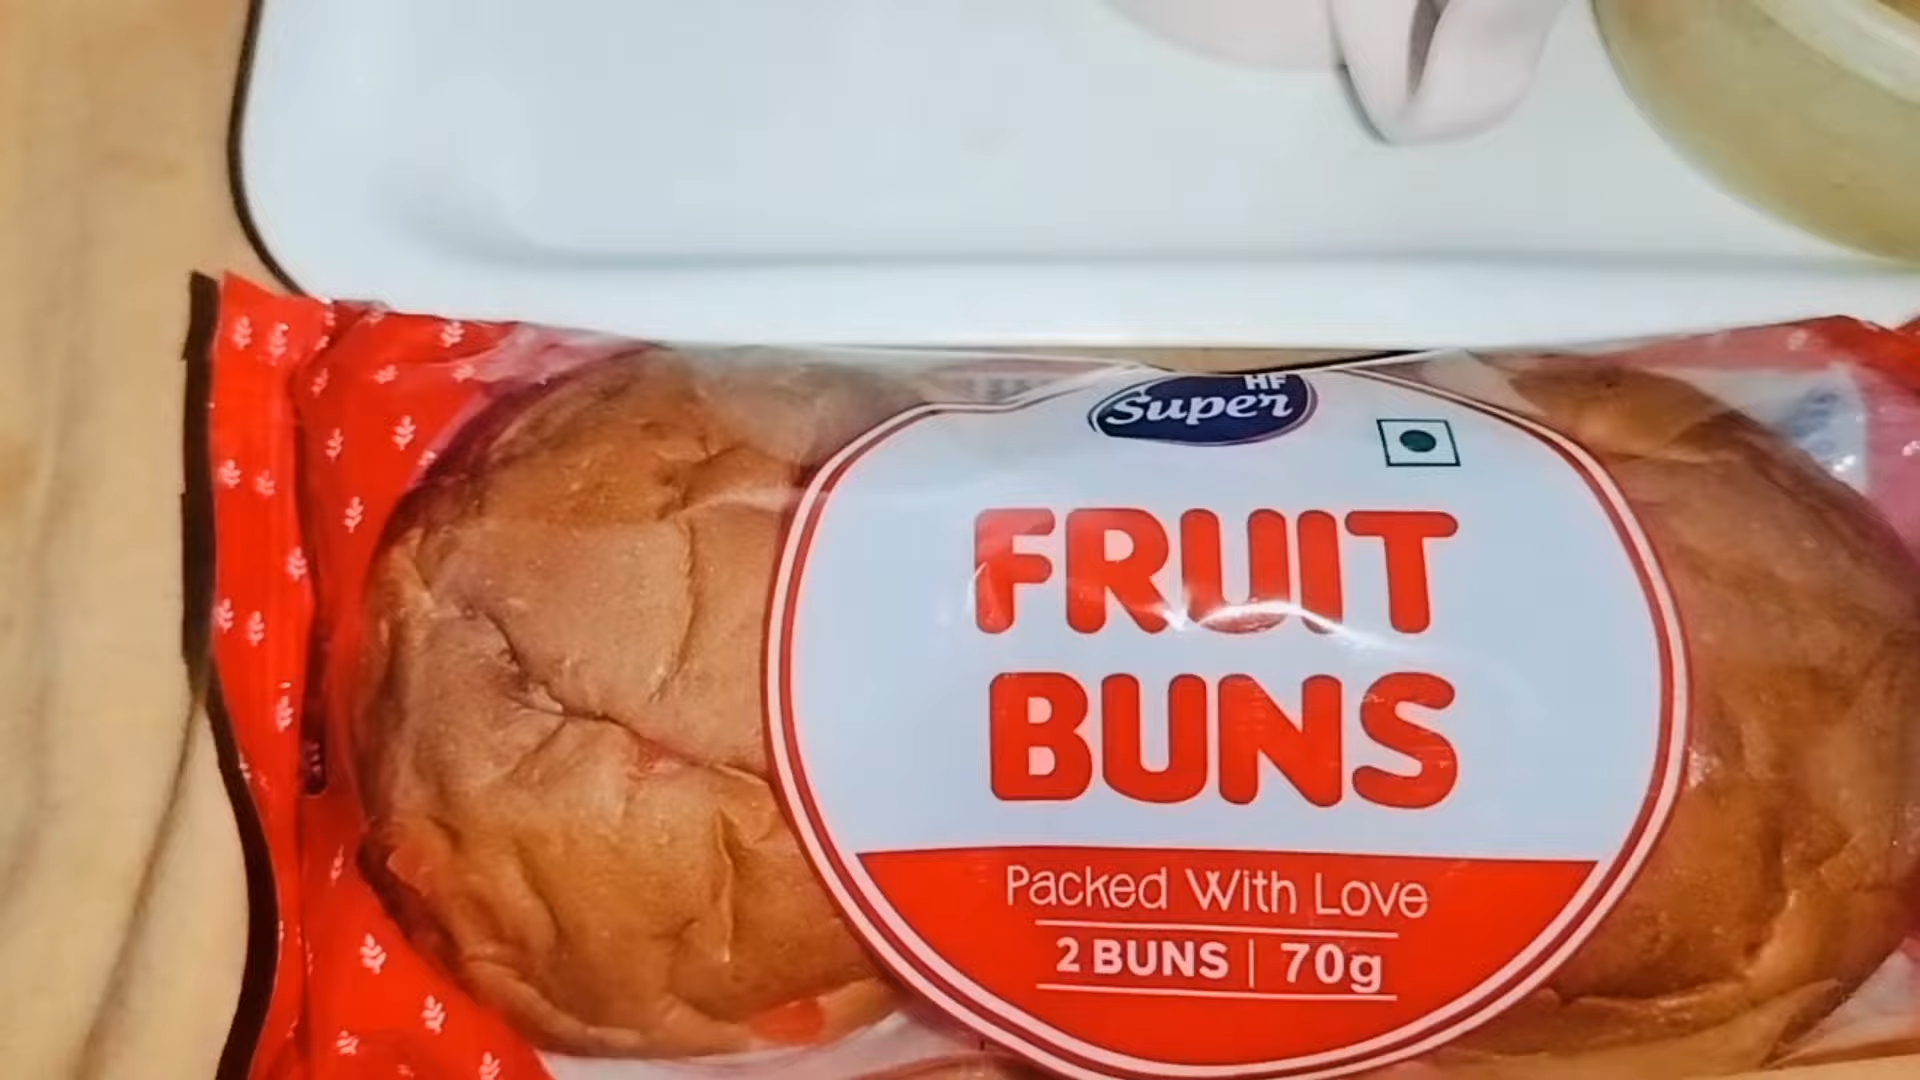 HF
Super
FRUIT
BUNS
Packed With Love
2 BUNS | 70g